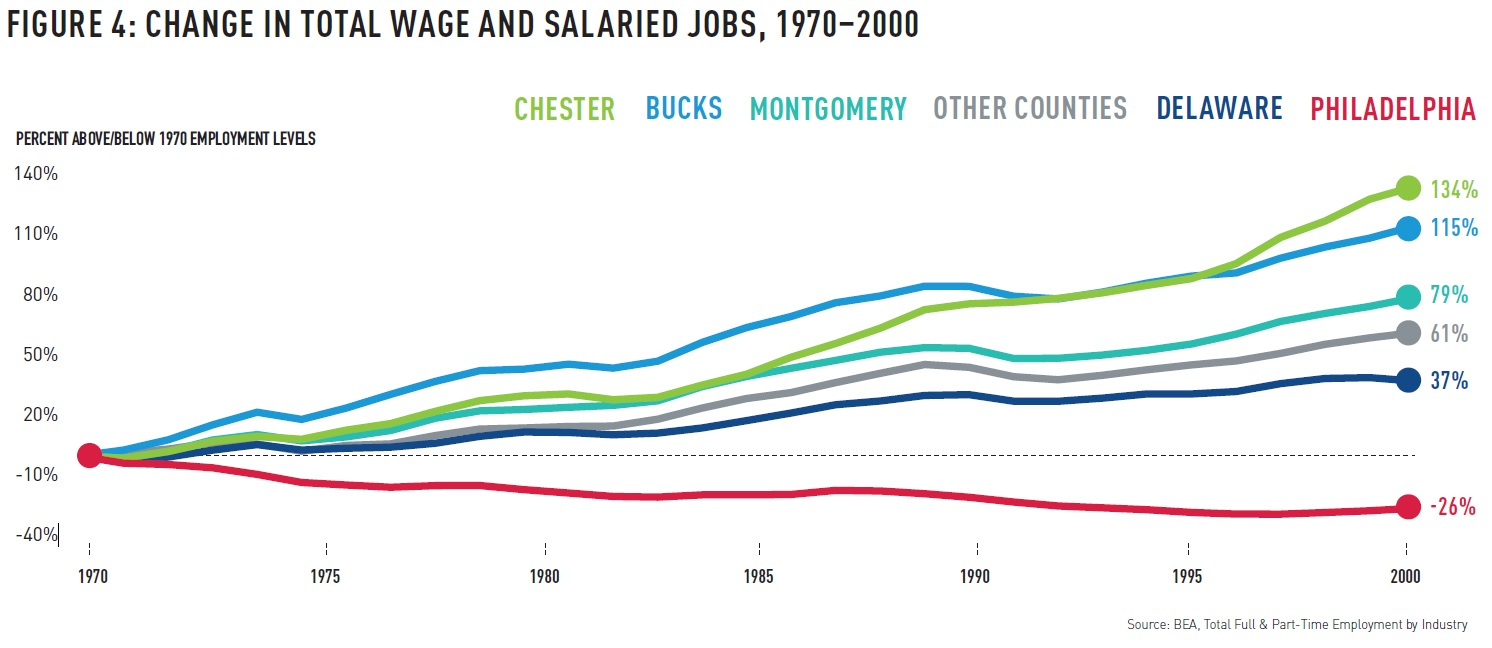 FIGURE 4: CHANGE IN TOTAL WAGE AND SALARIED JOBS, 1970–2000
CHESTER BUCKS MONTGOMERY OTHER COUNTIES DELAWARE PHILADELPHIA
PERCENT ABOVE/BELOW 1970 EMPLOYMENT LEVELS
140%
134%
115%
110%
80%
79%
61%
50%
37%
20%
-10%
-26%
-40%
1970 1975 1980 1985 1990 1995 2000
Source: BEA, Total Full & Part-Time Employment by Industry